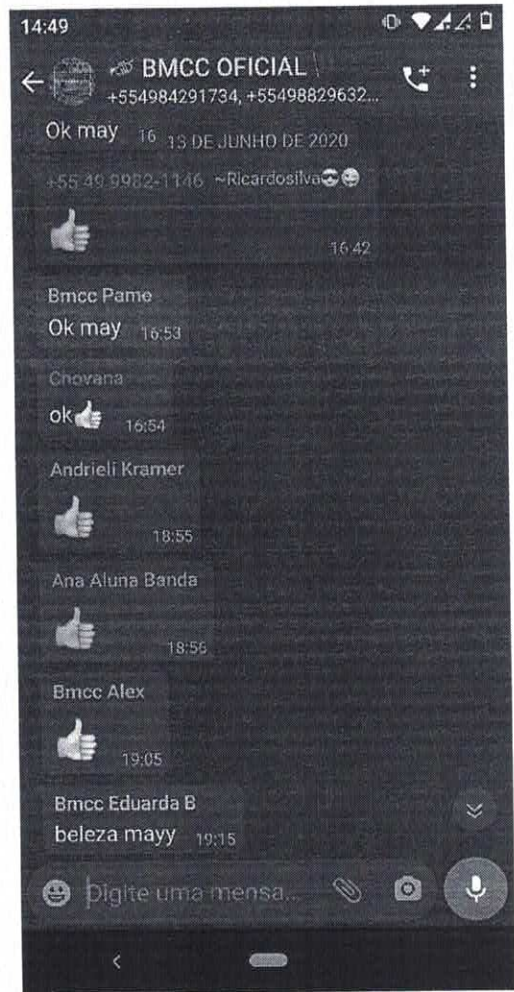 14:49
BMCC OFICIAL
+554984291734, +55498829632...
Ok may 16
13 DE JUNHO DE 2020
+55 49 9982-1146 ~Ricardosilva😎😄
👍
16:42
Bmcc Pame
Ok may 16:53
ok👍 16:54
Andrieli Kramer
👍
18:55
Ana Aluna Banda
👍
18:56
Bmcc Alex
👍
19:05
Bmcc Eduarda B
beleza mayy 19:15
Digite uma mensa...